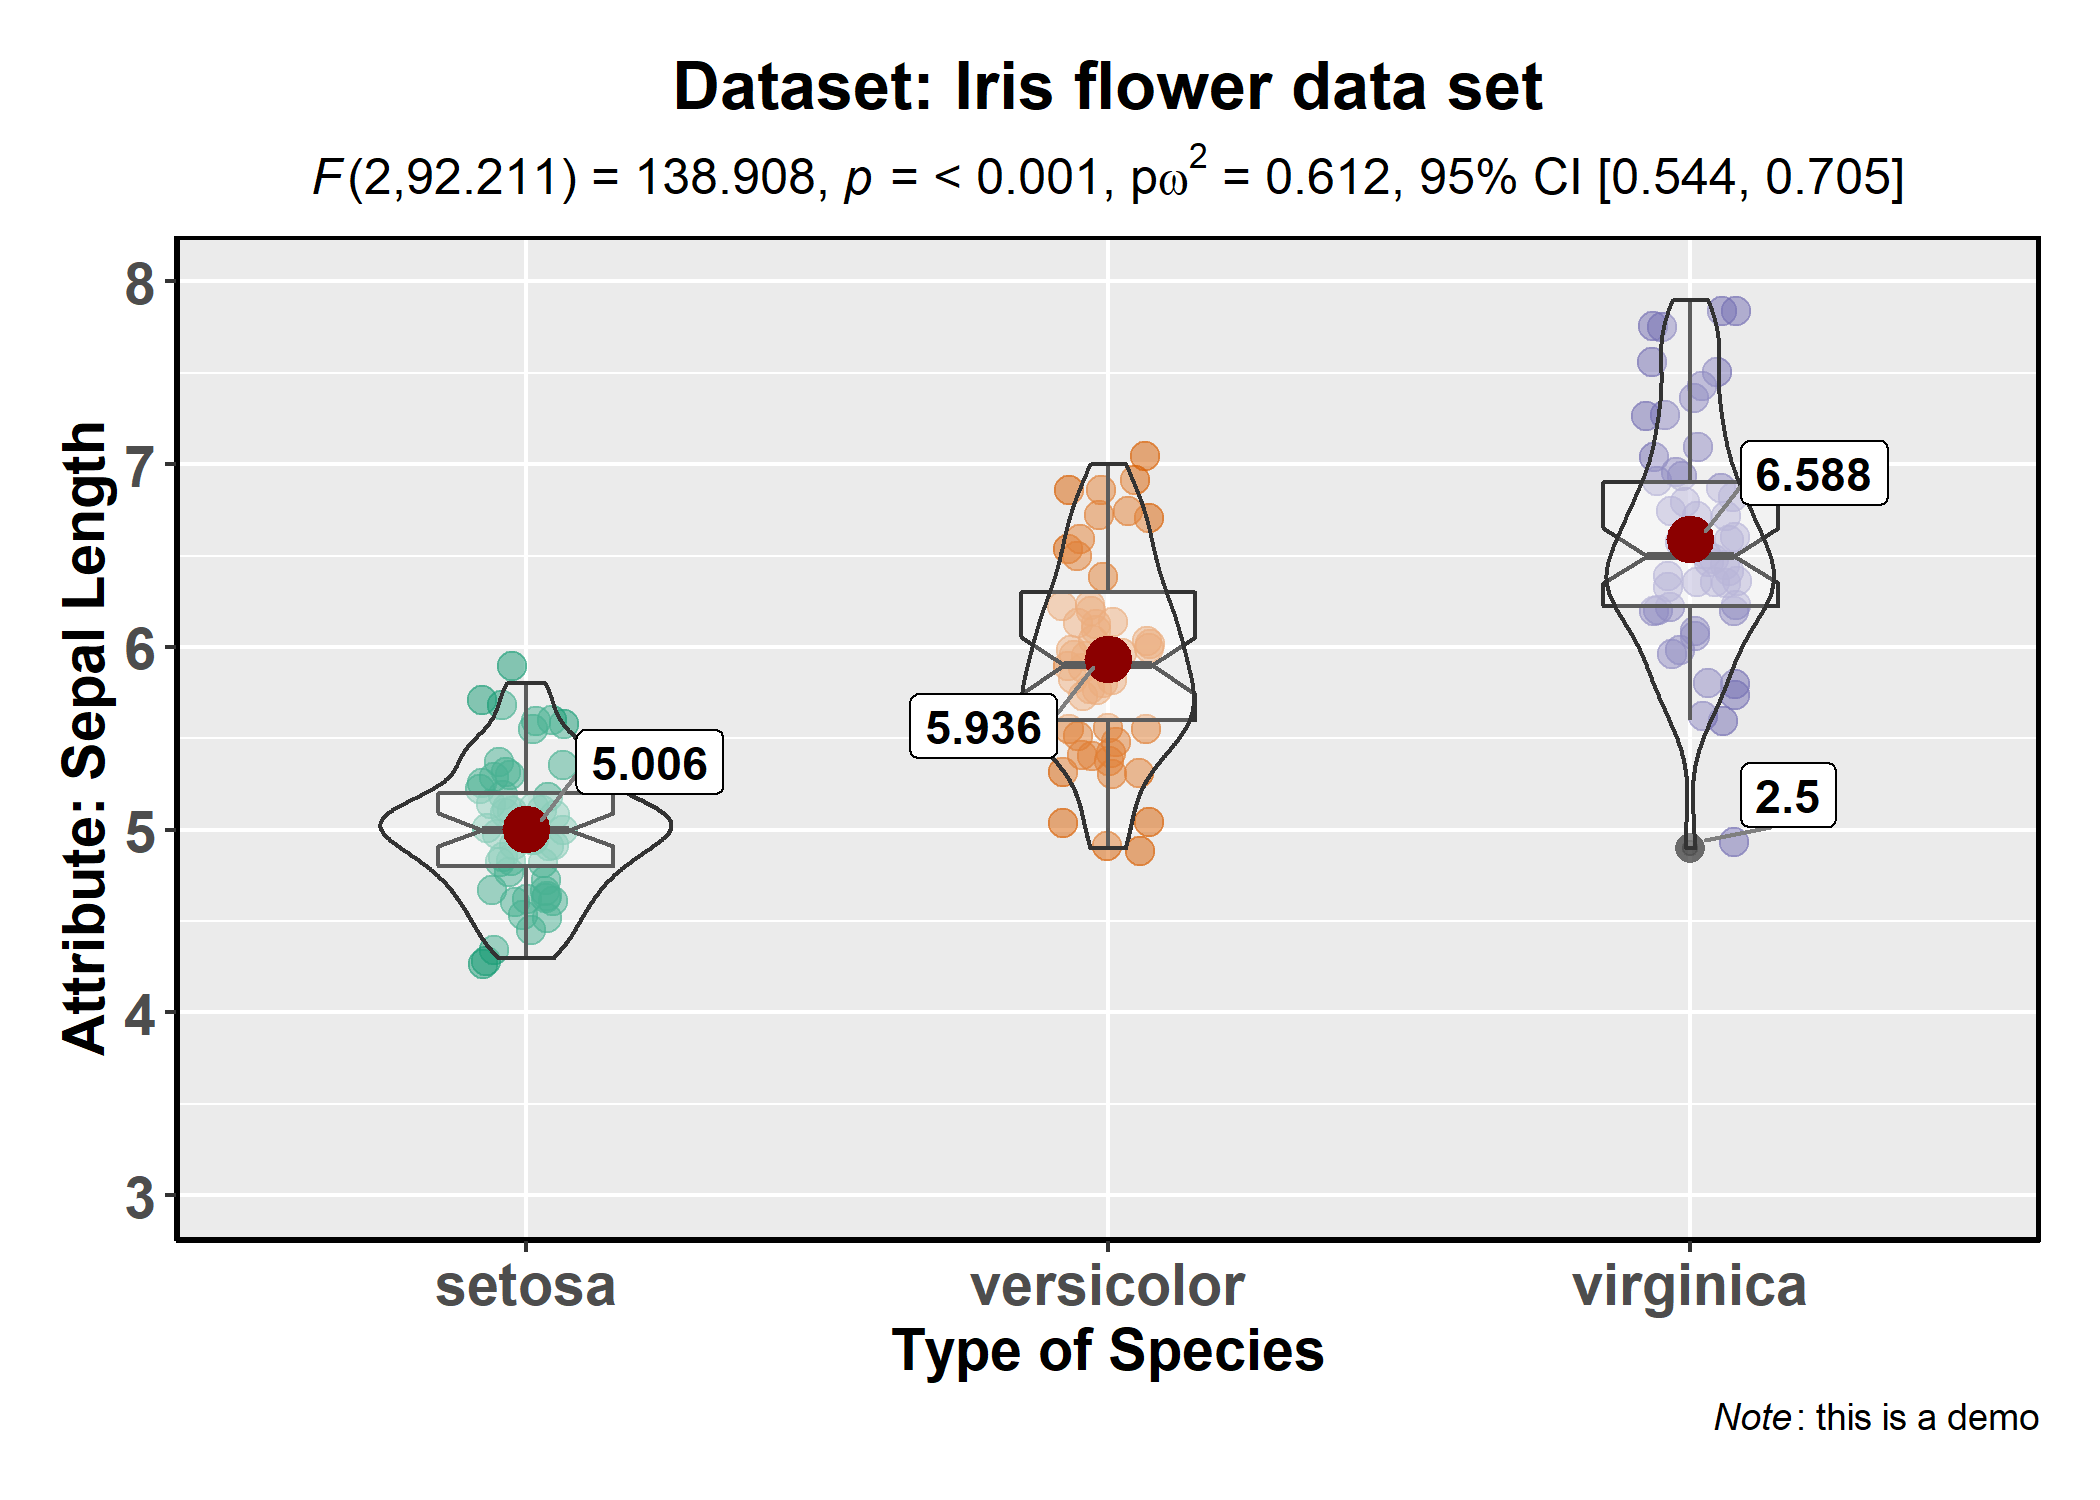 Dataset: Iris flower data set
F(2,92.211) = 138.908, p = < 0.001, pω² = 0.612, 95% CI [0.544, 0.705]
Attribute: Sepal Length
8
7
6
5
4
3
6.588
5.936
5.006
2.5
setosa versicolor virginica
Type of Species
Note: this is a demo